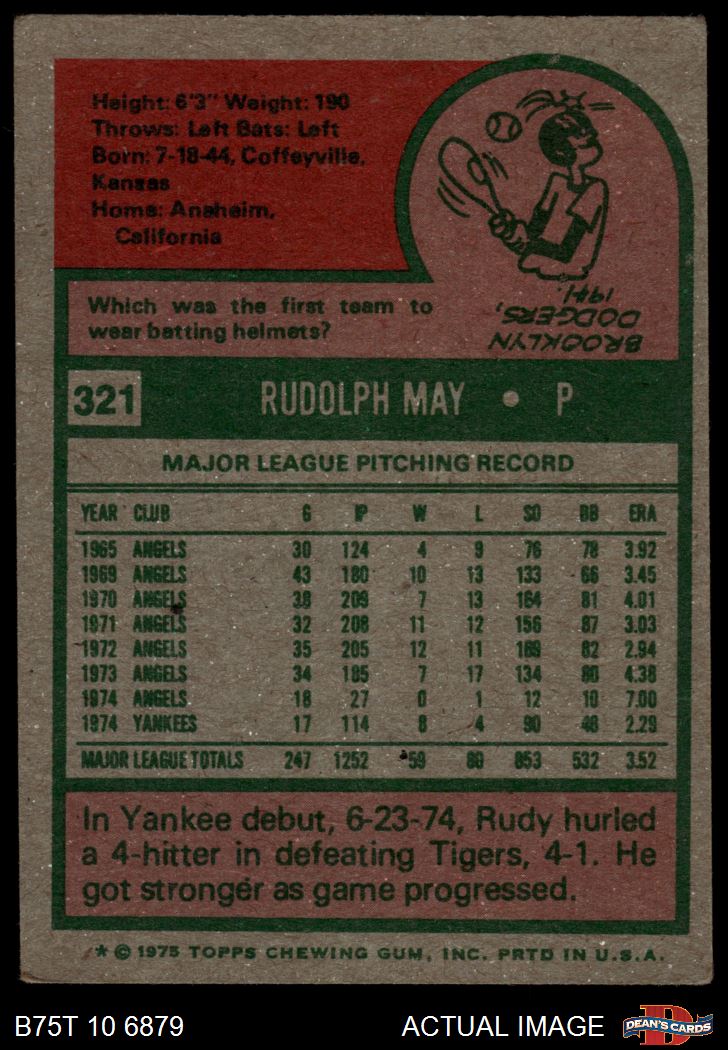 Height: 6'3" Weight: 190
Throws: Left Bats: Left
Born: 7-18-44, Coffeyville,
Kansas
Home: Anaheim,
California
Which was the first team to
wear batting helmets?
BROOKLYN
DODGERS,
1941.
321 RUDOLPH MAY • P
MAJOR LEAGUE PITCHING RECORD
YEAR CLUB G IP W L SO BB ERA
1965 ANGELS 30 124 4 9 76 78 3.92
1969 ANGELS 43 180 10 13 133 66 3.45
1970 ANGELS 38 209 7 13 164 81 4.01
1971 ANGELS 32 208 11 12 156 87 3.03
1972 ANGELS 35 205 12 11 169 82 2.94
1973 ANGELS 34 185 7 17 134 80 4.38
1974 ANGELS 18 27 0 1 12 10 7.00
1974 YANKEES 17 114 8 4 90 48 2.29
MAJOR LEAGUE TOTALS 247 1252 59 80 853 532 3.52
In Yankee debut, 6-23-74, Rudy hurled
a 4-hitter in defeating Tigers, 4-1. He
got stronger as game progressed.
* © 1975 TOPPS CHEWING GUM, INC. PRTD IN U.S.A.
B75T 10 6879 ACTUAL IMAGE D DEAN'S CARDS